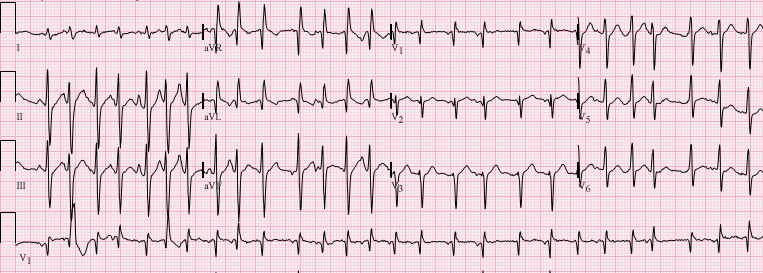 I aVR V1 V4
II aVL V2 V5
III aVF V3 V6
V1